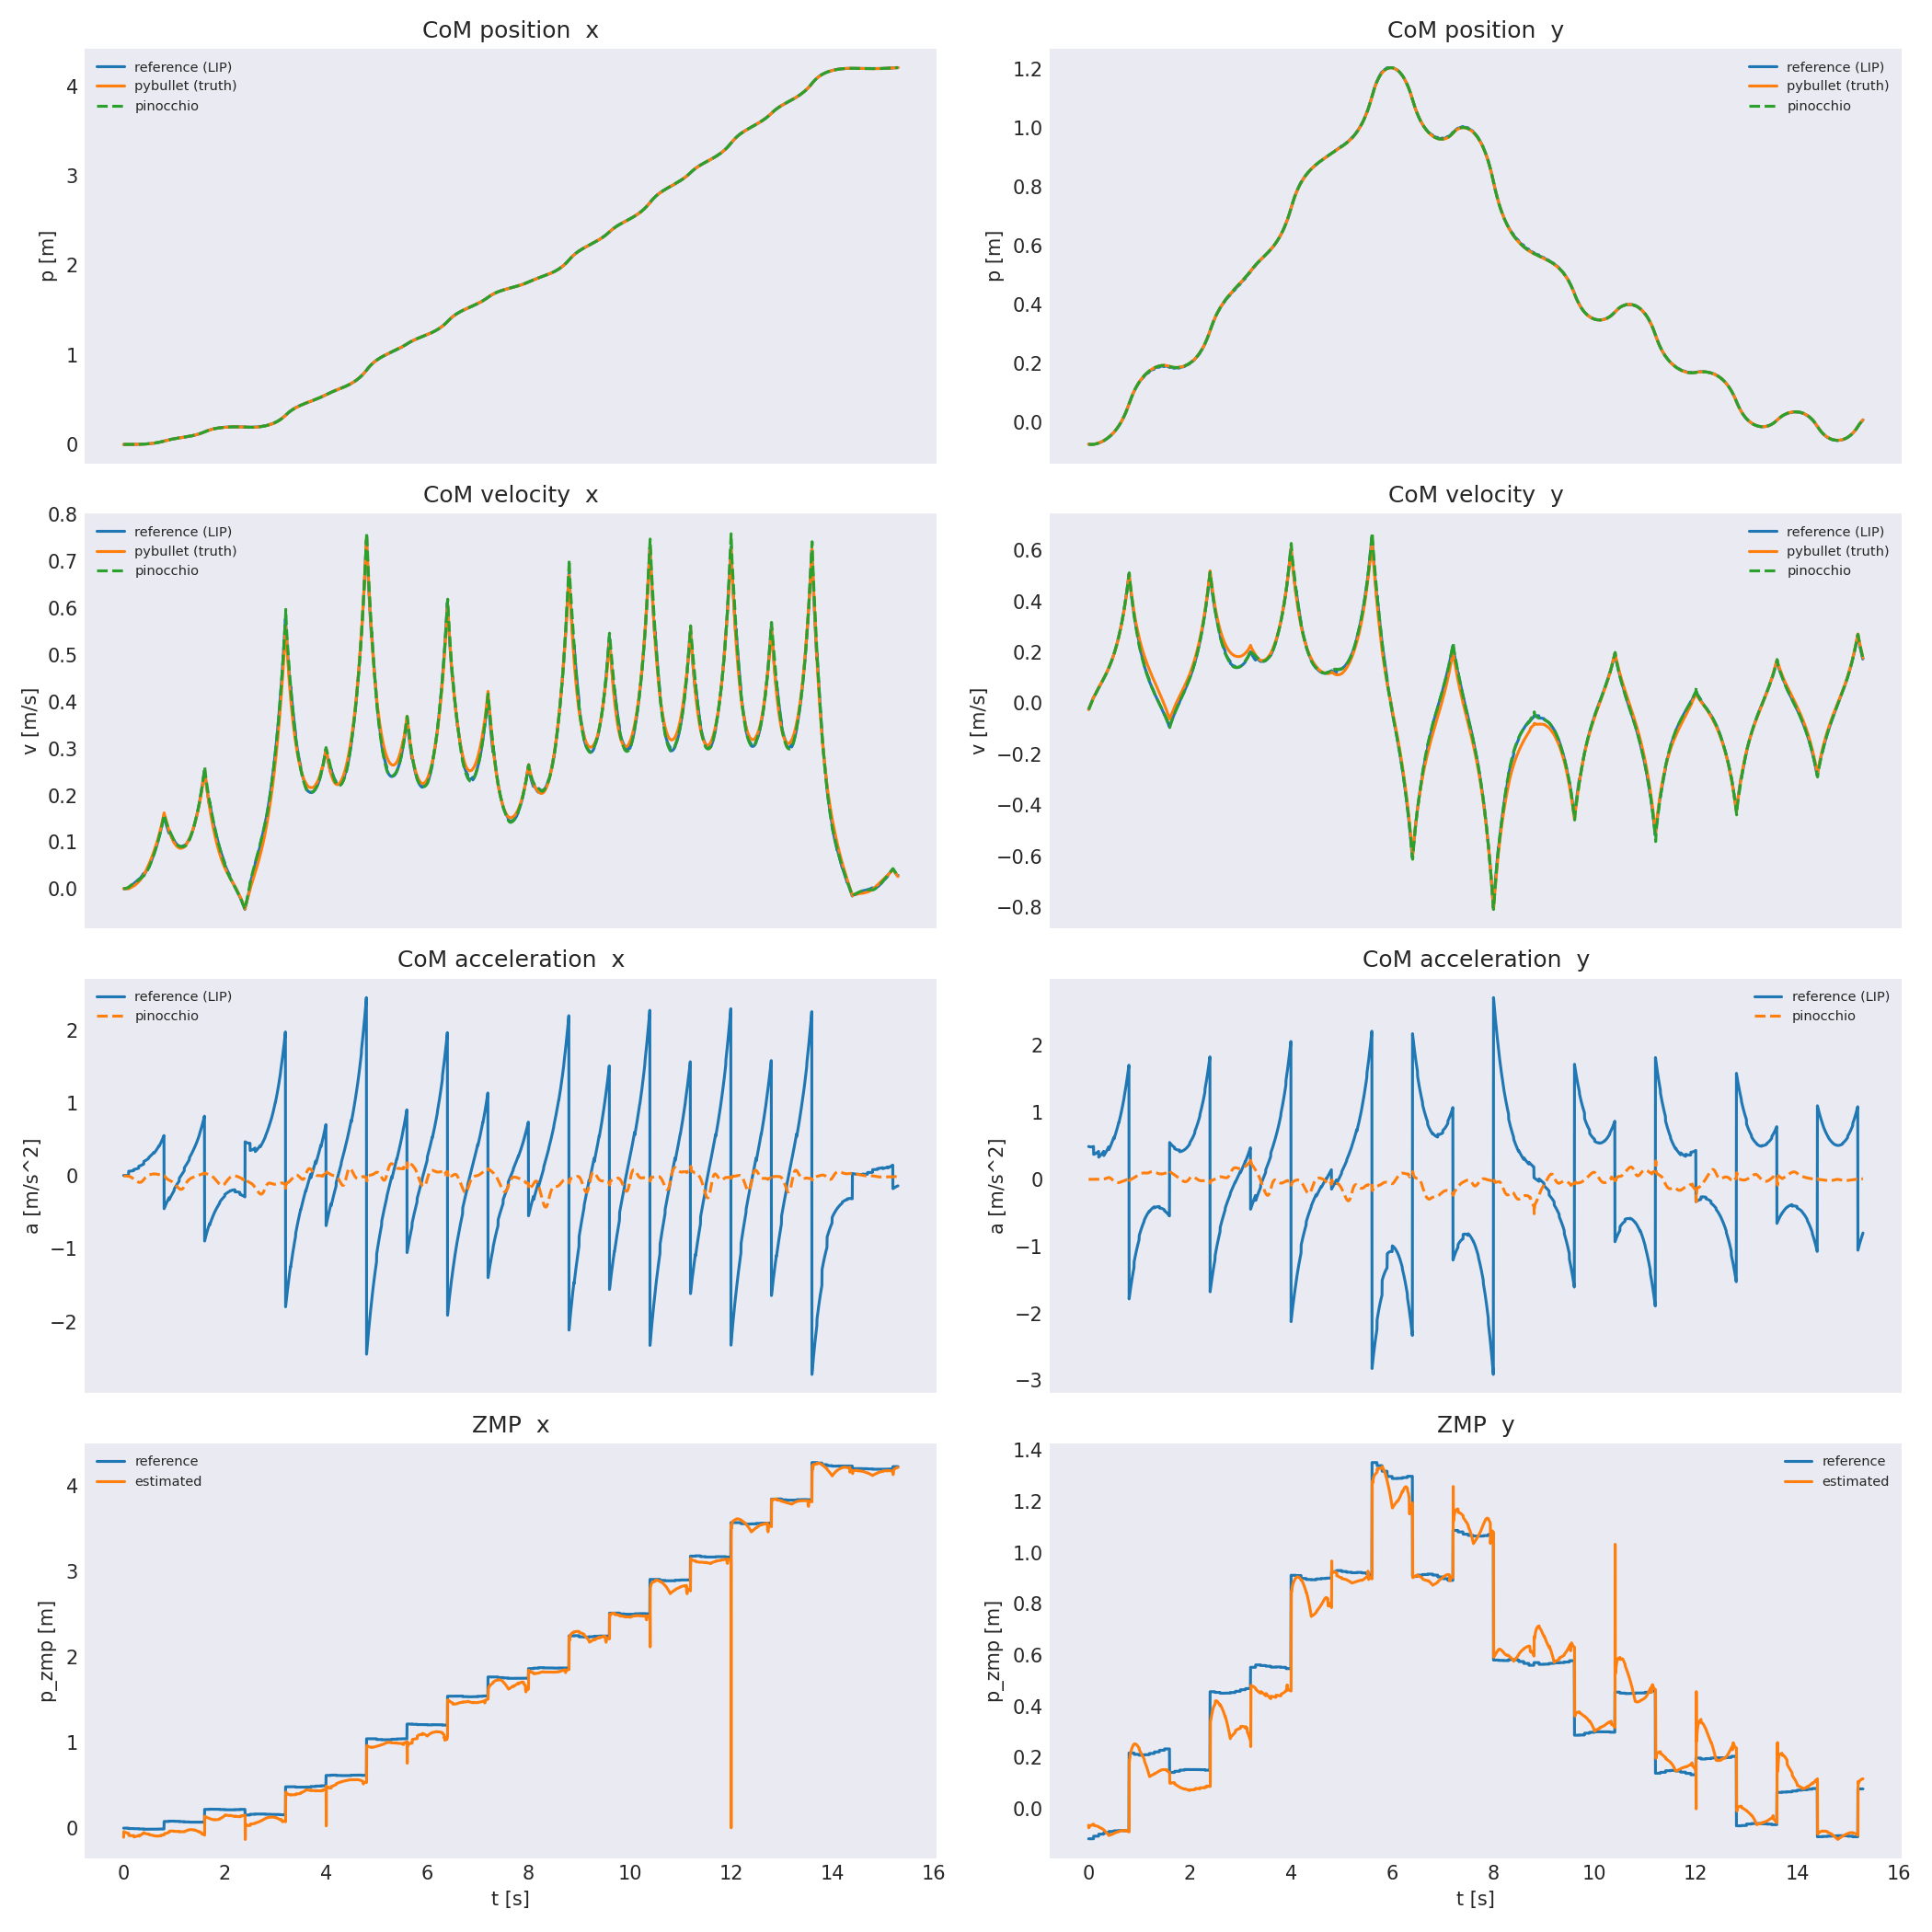 CoM position  x
p [m]
4
3
2
1
0
reference (LIP)
pybullet (truth)
pinocchio
CoM position  y
p [m]
1.2
1.0
0.8
0.6
0.4
0.2
0.0
reference (LIP)
pybullet (truth)
pinocchio
CoM velocity  x
v [m/s]
0.8
0.7
0.6
0.5
0.4
0.3
0.2
0.1
0.0
reference (LIP)
pybullet (truth)
pinocchio
CoM velocity  y
v [m/s]
0.6
0.4
0.2
0.0
−0.2
−0.4
−0.6
−0.8
reference (LIP)
pybullet (truth)
pinocchio
CoM acceleration  x
a [m/s^2]
2
1
0
−1
−2
reference (LIP)
pinocchio
CoM acceleration  y
a [m/s^2]
2
1
0
−1
−2
−3
reference (LIP)
pinocchio
ZMP  x
p_zmp [m]
4
3
2
1
0
reference
estimated
0 2 4 6 8 10 12 14 16
t [s]
ZMP  y
p_zmp [m]
1.4
1.2
1.0
0.8
0.6
0.4
0.2
0.0
reference
estimated
0 2 4 6 8 10 12 14 16
t [s]